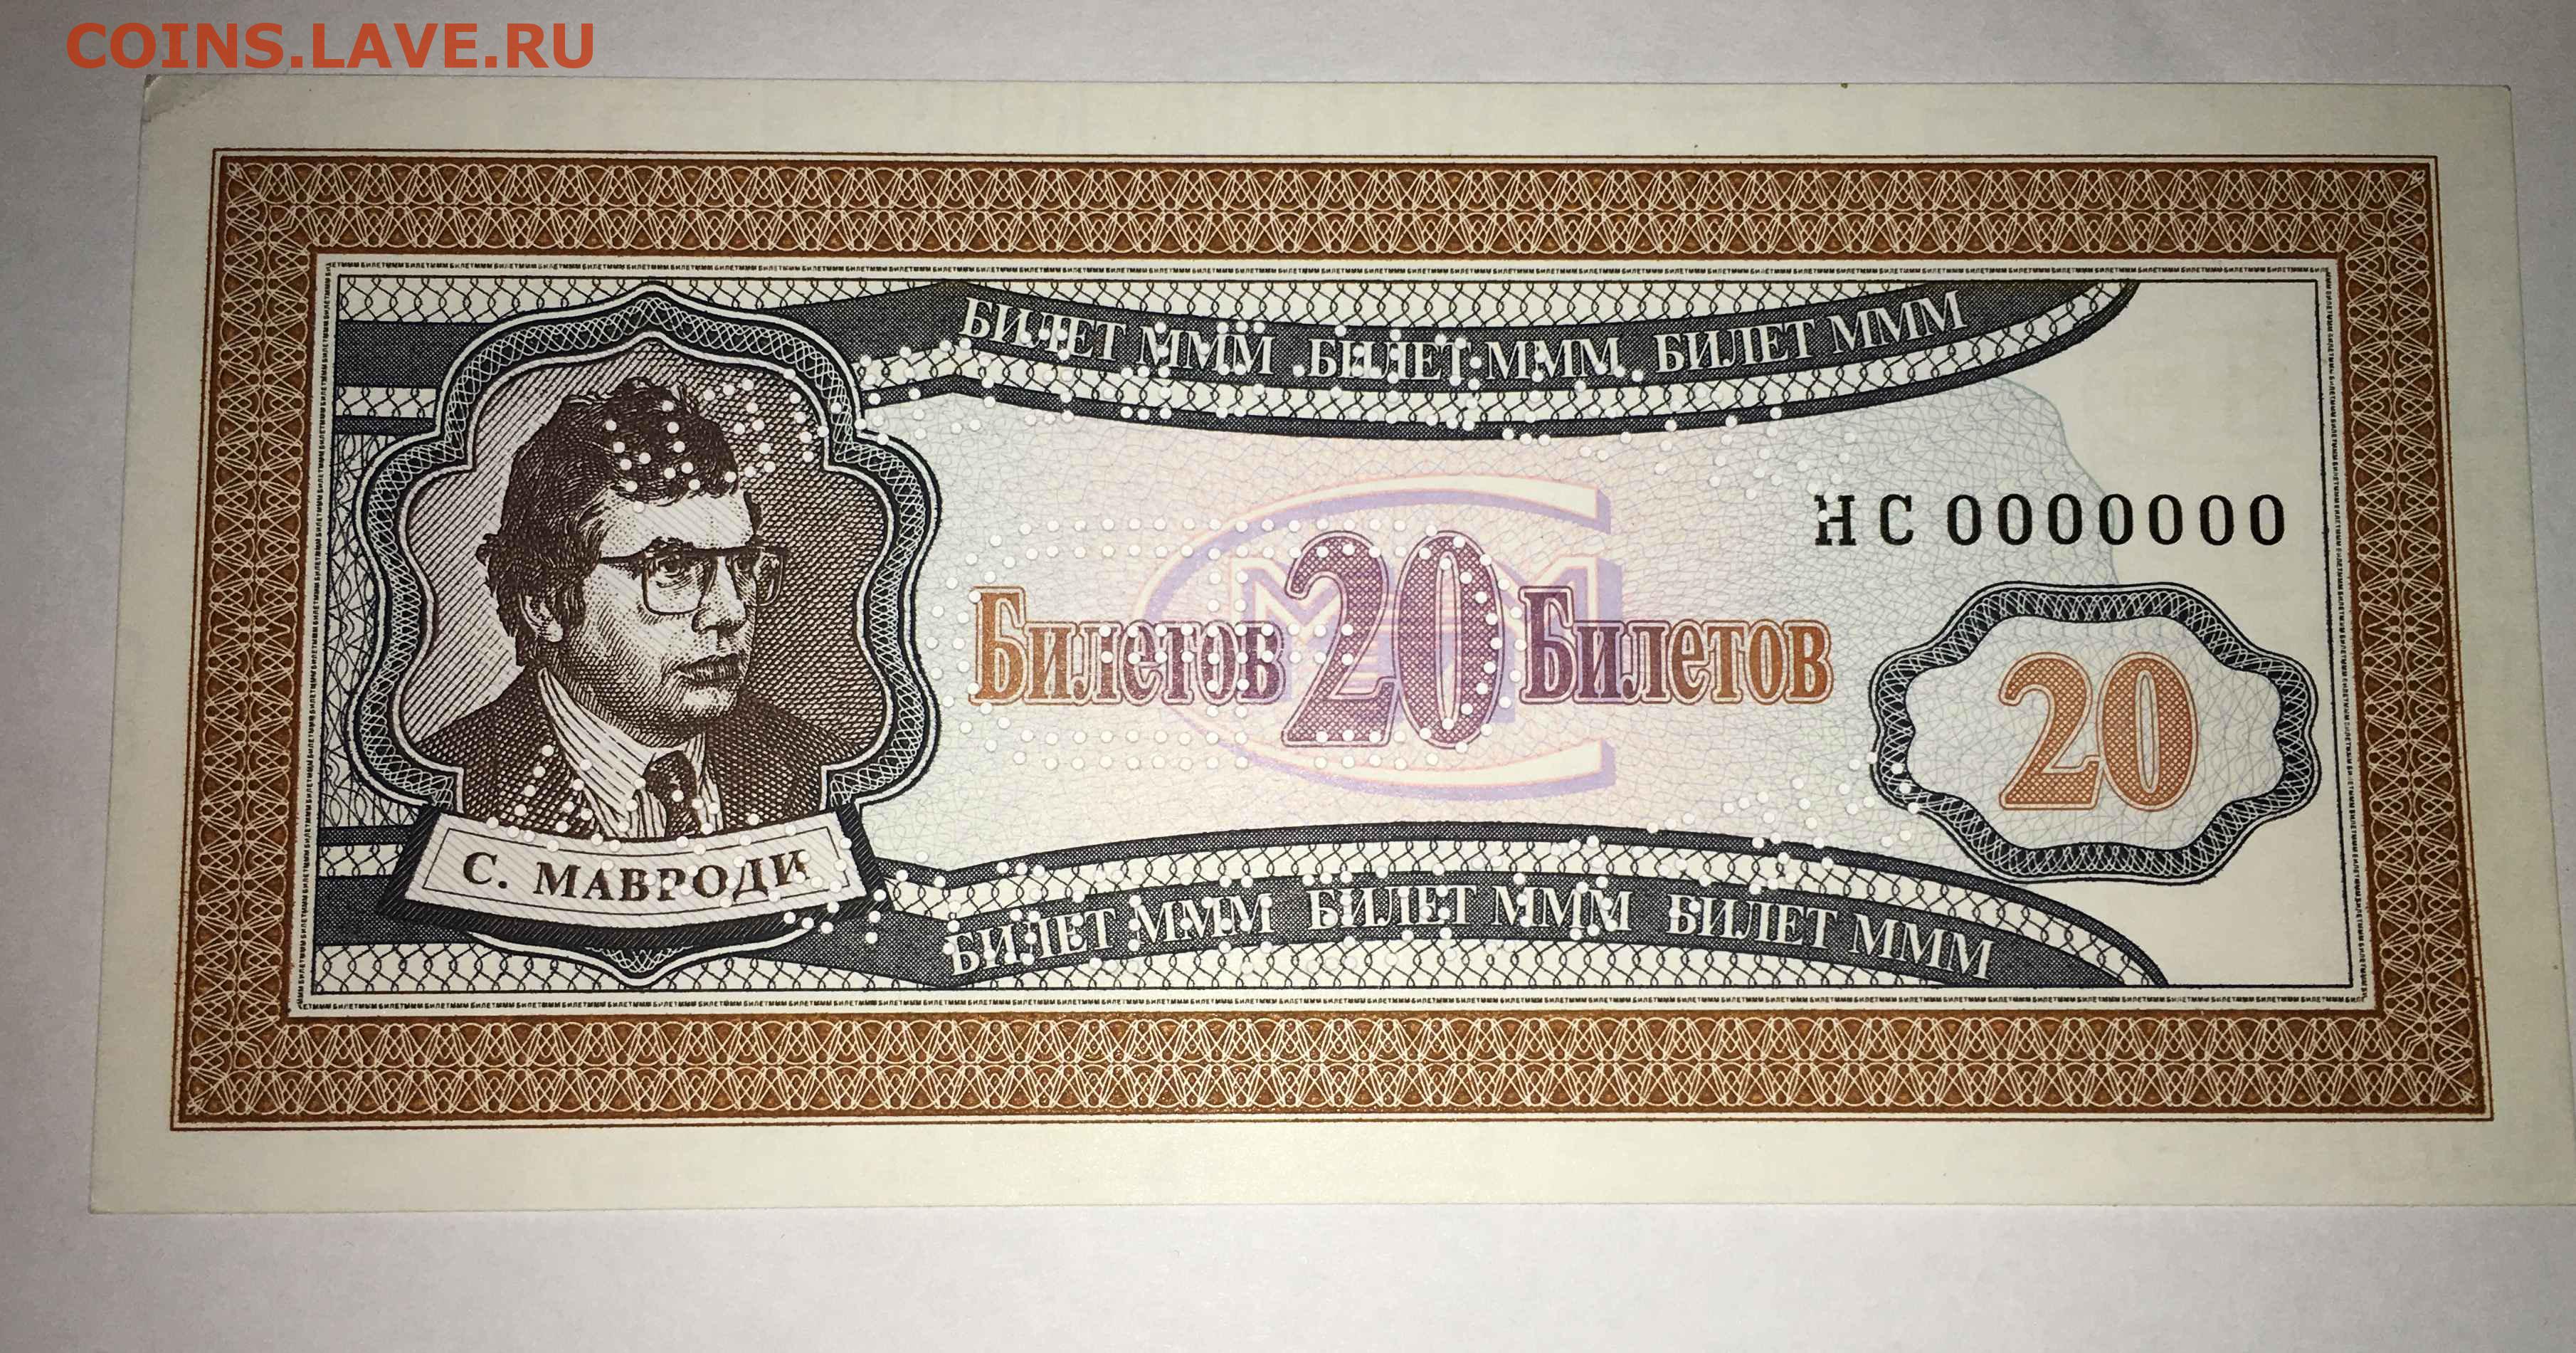 COINS.LAVE.RU
БИЛЕТ МММ БИЛЕТ МММ БИЛЕТ МММ
НС 0000000
Билетов 20 Билетов
20
С. МАВРОДИ
БИЛЕТ МММ БИЛЕТ МММ БИЛЕТ МММ